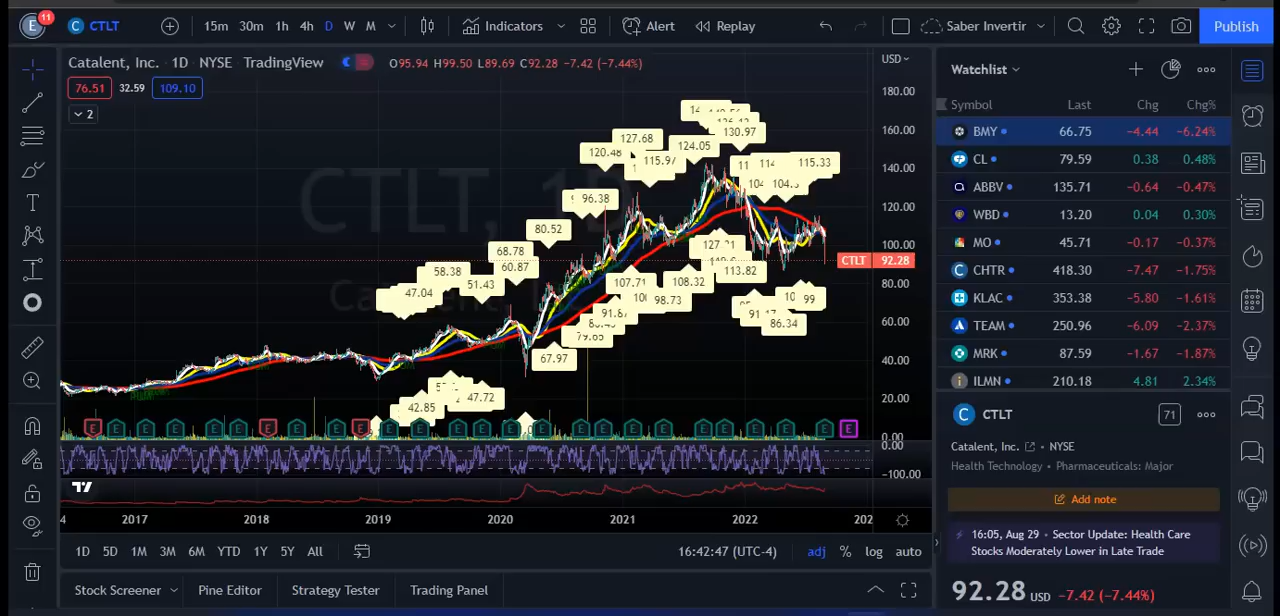 E 11 CTLT 15m 30m 1h 4h D W M Indicators Alert Replay Saber Invertir Publish
Catalent, Inc. · 1D · NYSE TradingView O95.94 H99.50 L89.69 C92.28 −7.42 (−7.44%)
76.51 32.59 109.10
2
USD
180.00
160.00
140.00
120.00
100.00
80.00
60.00
40.00
20.00
0.00
0.00
−100.00
CTLT 92.28
CTLT, 1D
47.04
58.38
51.43
68.78
60.87
80.52
96.38
120.48
127.68
115.97
124.05
130.97
114
115.33
42.85
47.72
67.97
107.71
98.73
108.32
113.82
86.34
99
E E E E E E E E E E E E E E E E E E E E E E E E E
2017 2018 2019 2020 2021 2022
1D 5D 1M 3M 6M YTD 1Y 5Y All 16:42:47 (UTC-4) adj % log auto
Stock Screener Pine Editor Strategy Tester Trading Panel
Watchlist
Symbol Last Chg Chg%
BMY 66.75 −4.44 −6.24%
CL 79.59 0.38 0.48%
ABBV 135.71 −0.64 −0.47%
WBD 13.20 0.04 0.30%
MO 45.71 −0.17 −0.37%
CHTR 418.30 −7.47 −1.75%
KLAC 353.38 −5.80 −1.61%
TEAM 250.96 −6.09 −2.37%
MRK 87.59 −1.67 −1.87%
ILMN 210.18 4.81 2.34%
C CTLT 71
Catalent, Inc. • NYSE
Health Technology • Pharmaceuticals: Major
Add note
16:05, Aug 29 • Sector Update: Health Care
Stocks Moderately Lower in Late Trade
92.28 USD −7.42 (−7.44%)